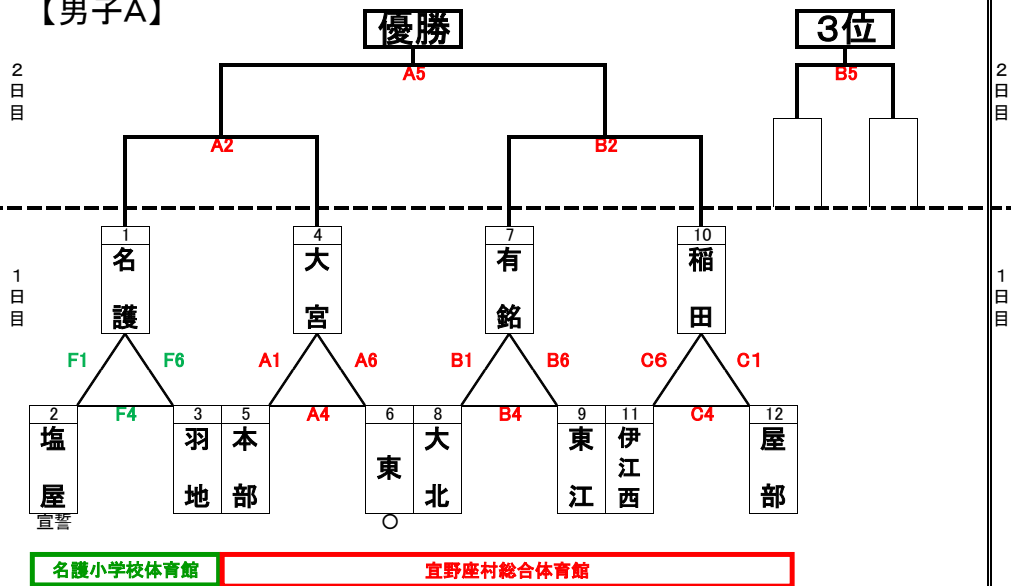 【男子A】
優勝
3位
A5
B5
2日目
2日目
A2
B2
1 名護
4 大宮
7 有銘
10 稲田
1日目
1日目
F1
F6
A1
A6
B1
B6
C6
C1
F4
A4
B4
C4
2 塩屋
3 羽地
5 本部
6 東
8 大北
9 東江
11 伊江西
12 屋部
宣誓
○
名護小学校体育館
宜野座村総合体育館